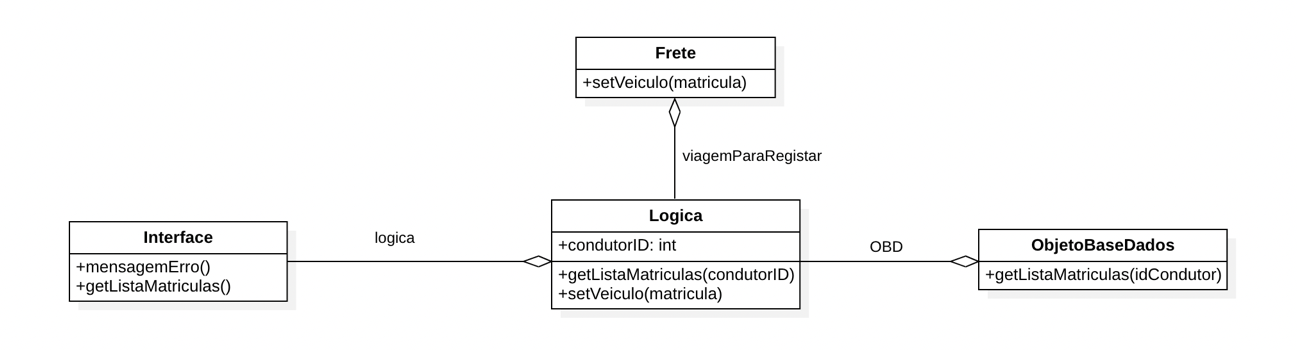 Frete
+setVeiculo(matricula)
viagemParaRegistar
Interface
+mensagemErro()
+getListaMatriculas()
logica
Logica
+condutorID: int
+getListaMatriculas(condutorID)
+setVeiculo(matricula)
OBD
ObjetoBaseDados
+getListaMatriculas(idCondutor)